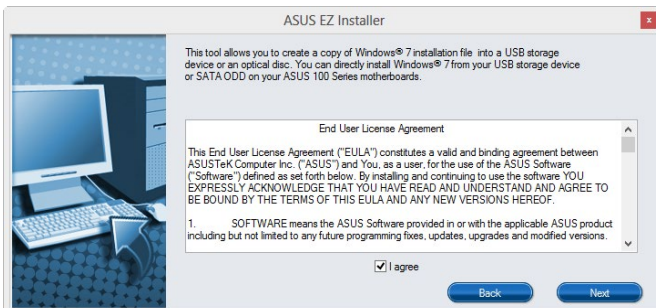 ASUS EZ Installer
x
This tool allows you to create a copy of Windows® 7 installation file into a USB storage
device or an optical disc. You can directly install Windows® 7 from your USB storage device
or SATA ODD on your ASUS 100 Series motherboards.
End User License Agreement
This End User License Agreement ("EULA") constitutes a valid and binding agreement between
ASUSTeK Computer Inc. ("ASUS") and You, as a user, for the use of the ASUS Software
("Software") defined as set forth below. By installing and continuing to use the software YOU
EXPRESSLY ACKNOWLEDGE THAT YOU HAVE READ AND UNDERSTAND AND AGREE TO
BE BOUND BY THE TERMS OF THIS EULA AND ANY NEW VERSIONS HEREOF.
1. SOFTWARE means the ASUS Software provided in or with the applicable ASUS product
including but not limited to any future programming fixes, updates, upgrades and modified versions.
I agree
Back Next